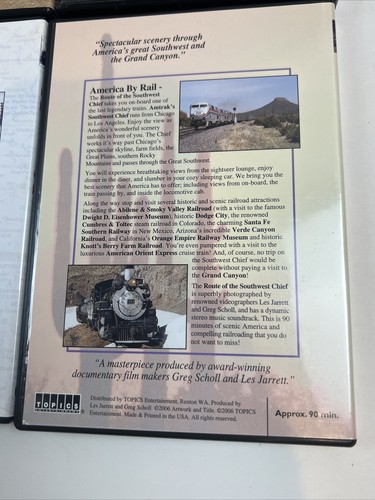 "Spectacular scenery through
America's great Southwest and
the Grand Canyon."
America By Rail -
The Route of the Southwest
Chief takes you on-board one of
the last legendary trains. Amtrak's
Southwest Chief runs from Chicago
to Los Angeles. Enjoy the view as
America's wonderful scenery
unfolds in front of you. The Chief
works it's way past Chicago's
spectacular skyline, farm fields, the
Great Plains, southern Rocky
Mountains and passes through the Great Southwest.
You will experience breathtaking views from the sightseer lounge, enjoy
dinner in the diner, and slumber in your cozy sleeping car. We bring you the
best scenery that America has to offer; including views from on-board, the
train passing by, and inside the locomotive cab.
Along the way stop and visit several historic and scenic railroad attractions
including the Abilene & Smoky Valley Railroad (with a visit to the famous
Dwight D. Eisenhower Museum), historic Dodge City, the renowned
Cumbres & Toltec steam railroad in Colorado, the charming Santa Fe
Southern Railway in New Mexico, Arizona's incredible Verde Canyon
Railroad, and California's Orange Empire Railway Museum and historic
Knott's Berry Farm Railroad. You're even pampered with a visit to the
luxurious American Orient Express cruise train! And, of course, no trip on
the Southwest Chief would be
complete without paying a visit to
the Grand Canyon!
The Route of the Southwest Chief
is superbly photographed by
renowned videographers Les Jarrett
and Greg Scholl, and has a dynamic
stereo music soundtrack. This is 90
minutes of scenic America and
compelling railroading that you do
not want to miss!
"A masterpiece produced by award-winning
documentary film makers Greg Scholl and Les Jarrett."
TOPICS
ENTERTAINMENT
Distributed by TOPICS Entertainment, Renton WA. Produced by
Les Jarrett and Greg Scholl. ©2006 Artwork and Title. ©2006 TOPICS
Entertainment. Made & Printed in the USA. All rights reserved.
Approx. 90 min.